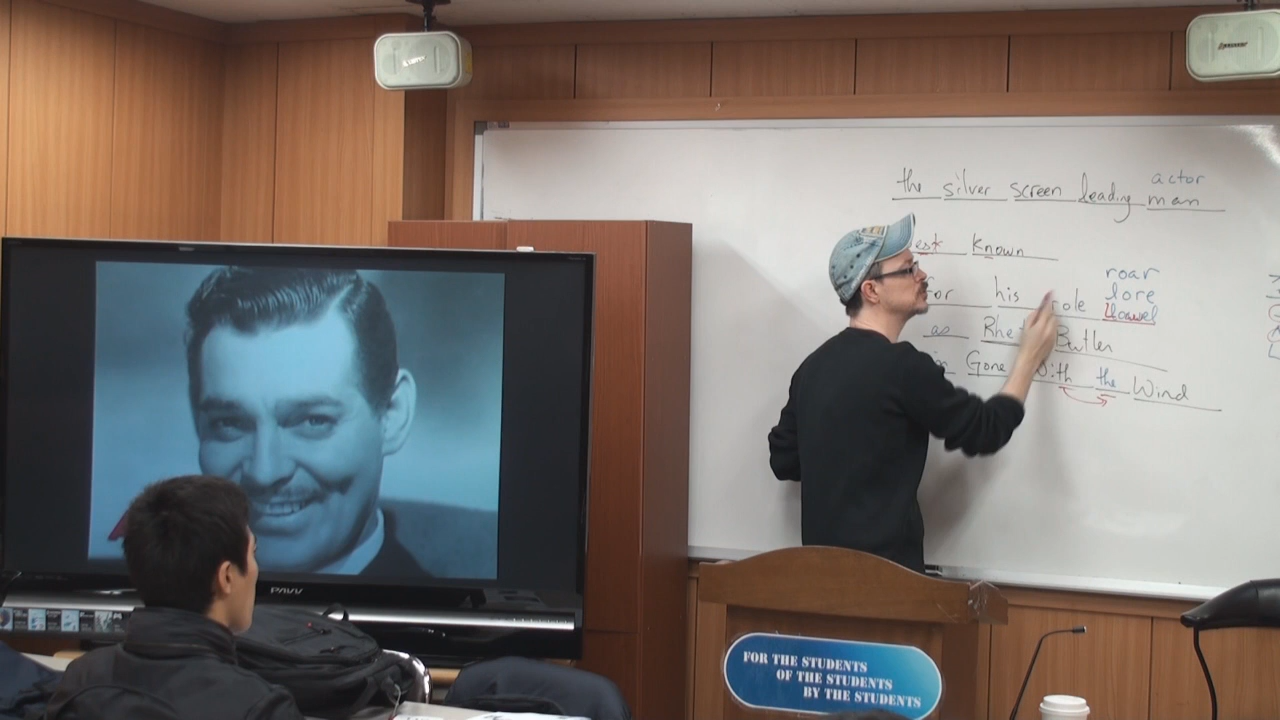 actor
the silver screen leading man
known
his role
roar
lore
as Butler
Gone the Wind
PAVV
FOR THE STUDENTS
OF THE STUDENTS
BY THE STUDENTS